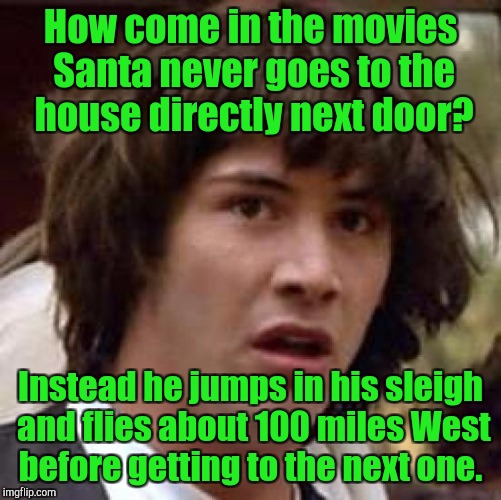 How come in the movies
Santa never goes to the
house directly next door?
Instead he jumps in his sleigh
and flies about 100 miles West
before getting to the next one.
imgflip.com